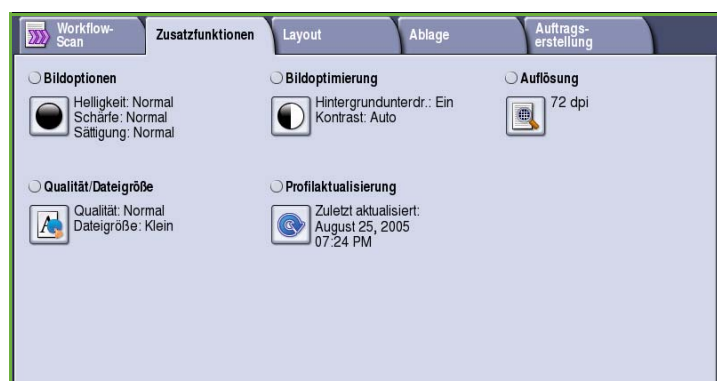 Workflow-
Scan
Zusatzfunktionen
Layout
Ablage
Auftrags-
erstellung
Bildoptionen
Helligkeit: Normal
Schärfe: Normal
Sättigung: Normal
Bildoptimierung
Hintergrundunterdr.: Ein
Kontrast: Auto
Auflösung
72 dpi
Qualität/Dateigröße
Qualität: Normal
Dateigröße: Klein
Profilaktualisierung
Zuletzt aktualisiert:
August 25, 2005
07:24 PM